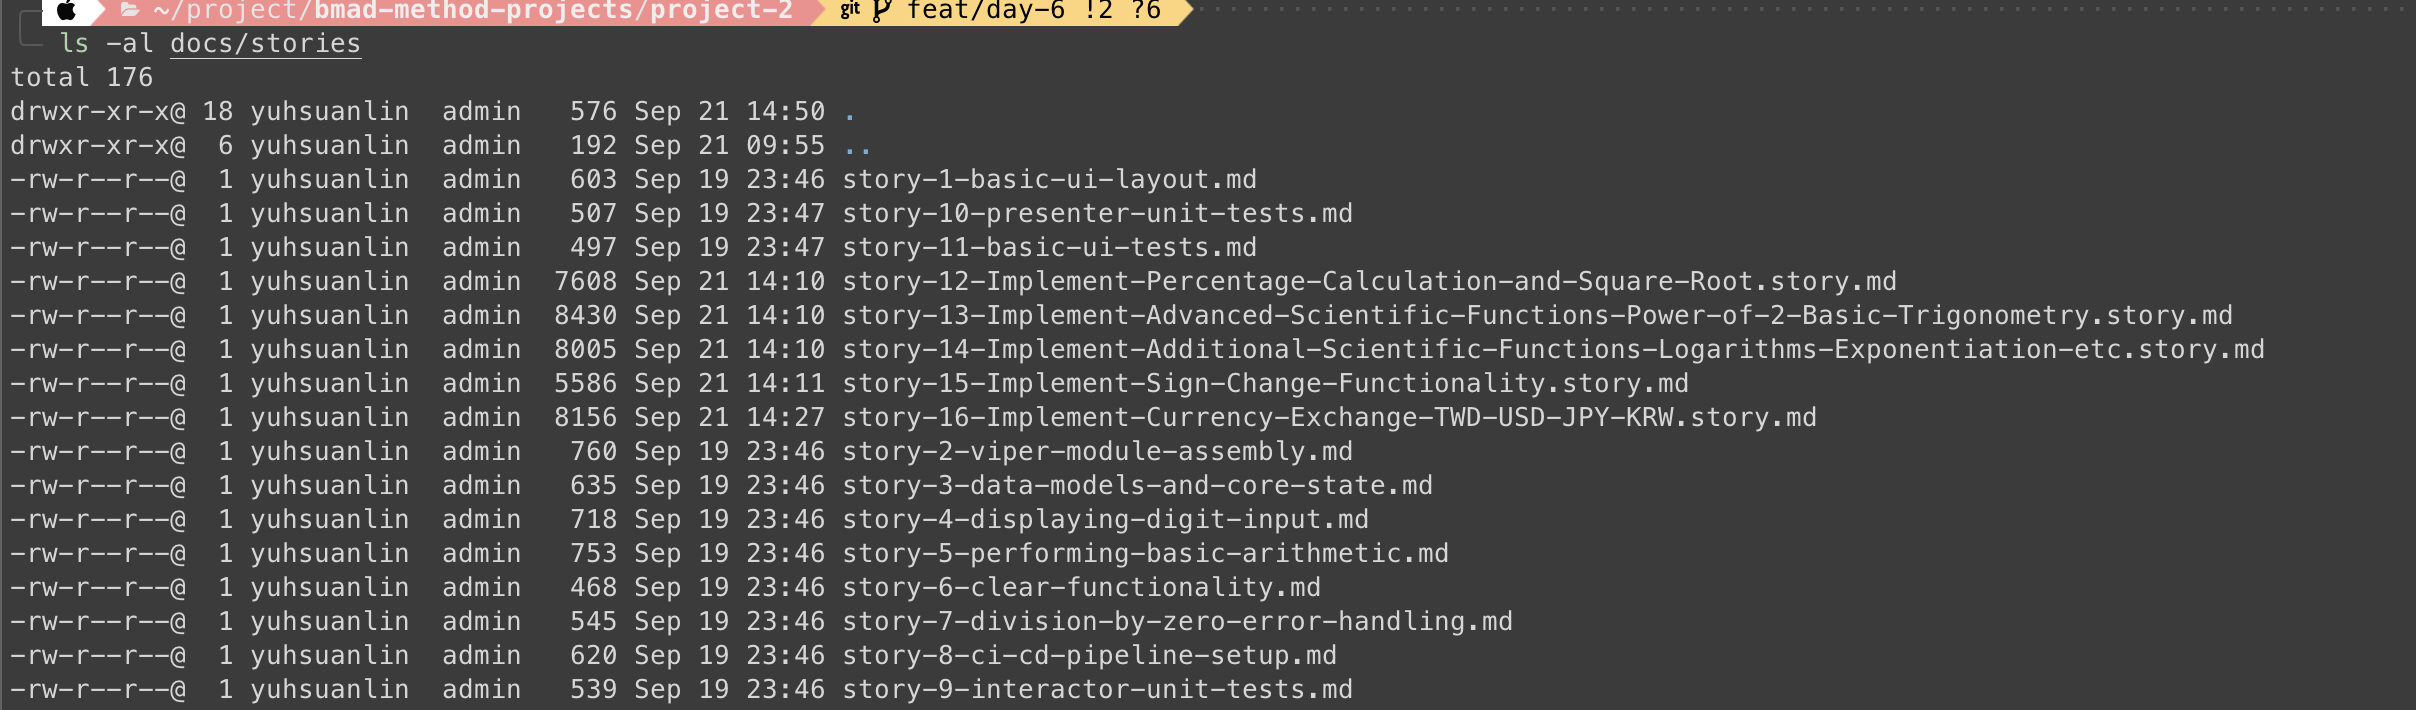 ~/project/bmad-method-projects/project-2 git feat/day-6 !2 ?6
ls -al docs/stories
total 176
drwxr-xr-x@ 18 yuhsuanlin  admin   576 Sep 21 14:50 .
drwxr-xr-x@  6 yuhsuanlin  admin   192 Sep 21 09:55 ..
-rw-r--r--@  1 yuhsuanlin  admin   603 Sep 19 23:46 story-1-basic-ui-layout.md
-rw-r--r--@  1 yuhsuanlin  admin   507 Sep 19 23:47 story-10-presenter-unit-tests.md
-rw-r--r--@  1 yuhsuanlin  admin   497 Sep 19 23:47 story-11-basic-ui-tests.md
-rw-r--r--@  1 yuhsuanlin  admin  7608 Sep 21 14:10 story-12-Implement-Percentage-Calculation-and-Square-Root.story.md
-rw-r--r--@  1 yuhsuanlin  admin  8430 Sep 21 14:10 story-13-Implement-Advanced-Scientific-Functions-Power-of-2-Basic-Trigonometry.story.md
-rw-r--r--@  1 yuhsuanlin  admin  8005 Sep 21 14:10 story-14-Implement-Additional-Scientific-Functions-Logarithms-Exponentiation-etc.story.md
-rw-r--r--@  1 yuhsuanlin  admin  5586 Sep 21 14:11 story-15-Implement-Sign-Change-Functionality.story.md
-rw-r--r--@  1 yuhsuanlin  admin  8156 Sep 21 14:27 story-16-Implement-Currency-Exchange-TWD-USD-JPY-KRW.story.md
-rw-r--r--@  1 yuhsuanlin  admin   760 Sep 19 23:46 story-2-viper-module-assembly.md
-rw-r--r--@  1 yuhsuanlin  admin   635 Sep 19 23:46 story-3-data-models-and-core-state.md
-rw-r--r--@  1 yuhsuanlin  admin   718 Sep 19 23:46 story-4-displaying-digit-input.md
-rw-r--r--@  1 yuhsuanlin  admin   753 Sep 19 23:46 story-5-performing-basic-arithmetic.md
-rw-r--r--@  1 yuhsuanlin  admin   468 Sep 19 23:46 story-6-clear-functionality.md
-rw-r--r--@  1 yuhsuanlin  admin   545 Sep 19 23:46 story-7-division-by-zero-error-handling.md
-rw-r--r--@  1 yuhsuanlin  admin   620 Sep 19 23:46 story-8-ci-cd-pipeline-setup.md
-rw-r--r--@  1 yuhsuanlin  admin   539 Sep 19 23:46 story-9-interactor-unit-tests.md